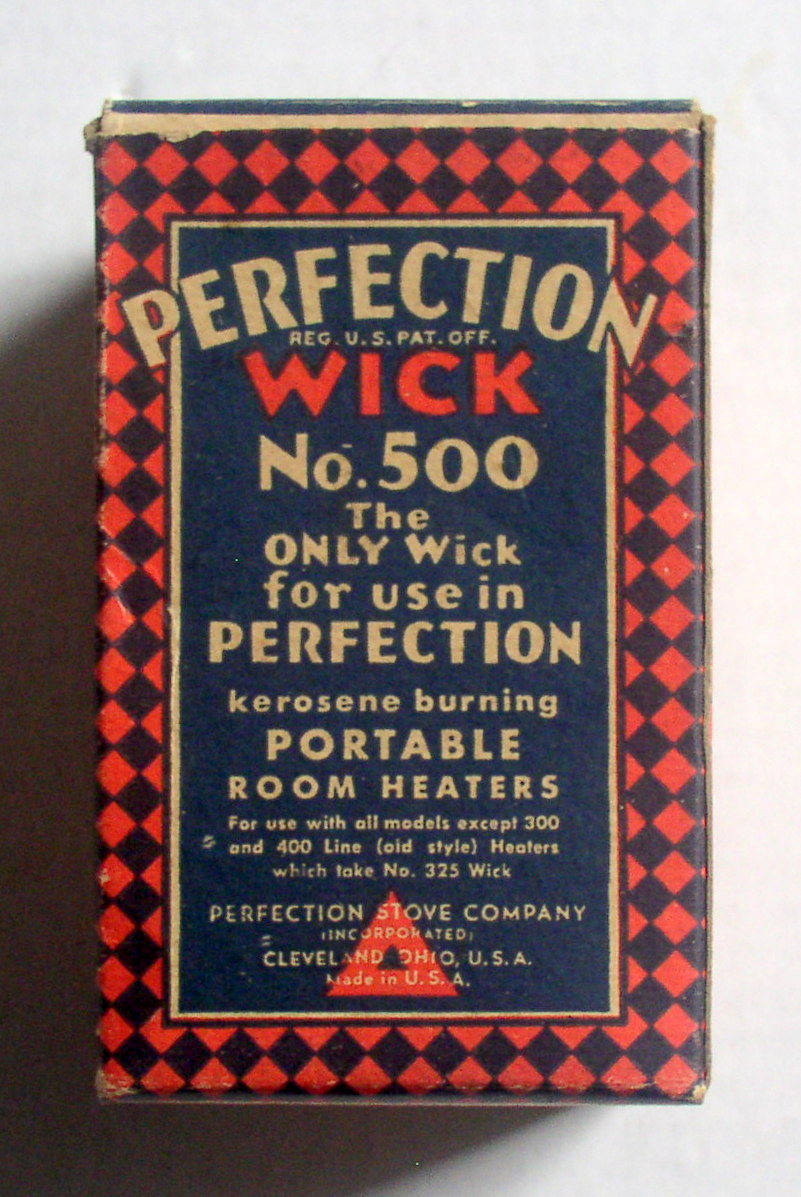 PERFECTION
REG. U.S. PAT. OFF.
WICK
No. 500
The
ONLY Wick
for use in
PERFECTION
kerosene burning
PORTABLE
ROOM HEATERS
For use with all models except 300
and 400 Line (old style) Heaters
which take No. 325 Wick
PERFECTION STOVE COMPANY
(INCORPORATED)
CLEVELAND OHIO, U.S.A.
Made in U.S.A.